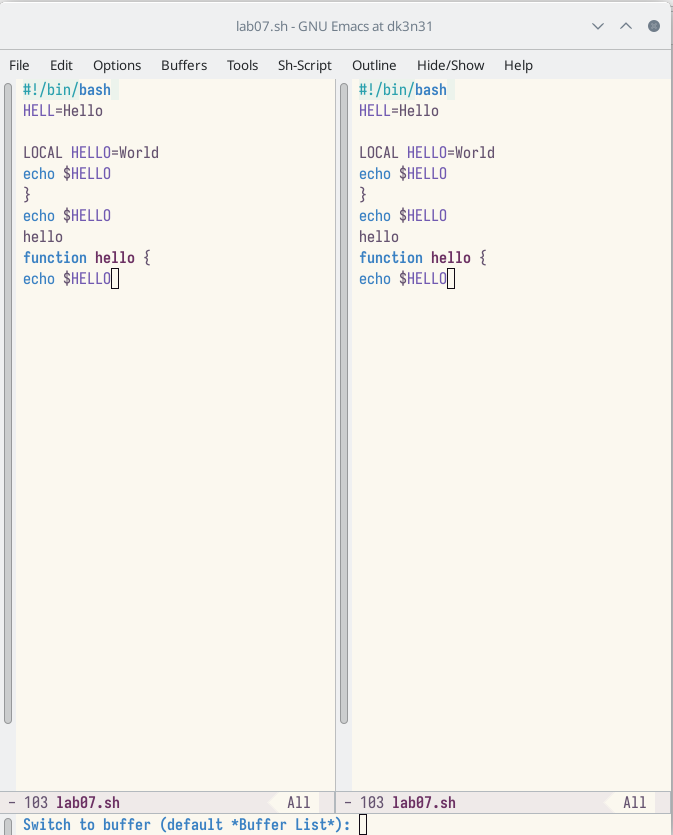 lab07.sh - GNU Emacs at dk3n31
File Edit Options Buffers Tools Sh-Script Outline Hide/Show Help
#!/bin/bash
HELL=Hello
LOCAL HELLO=World
echo $HELLO
}
echo $HELLO
hello
function hello {
echo $HELLO
#!/bin/bash
HELL=Hello
LOCAL HELLO=World
echo $HELLO
}
echo $HELLO
hello
function hello {
echo $HELLO
- 103 lab07.sh All
- 103 lab07.sh All
Switch to buffer (default *Buffer List*):